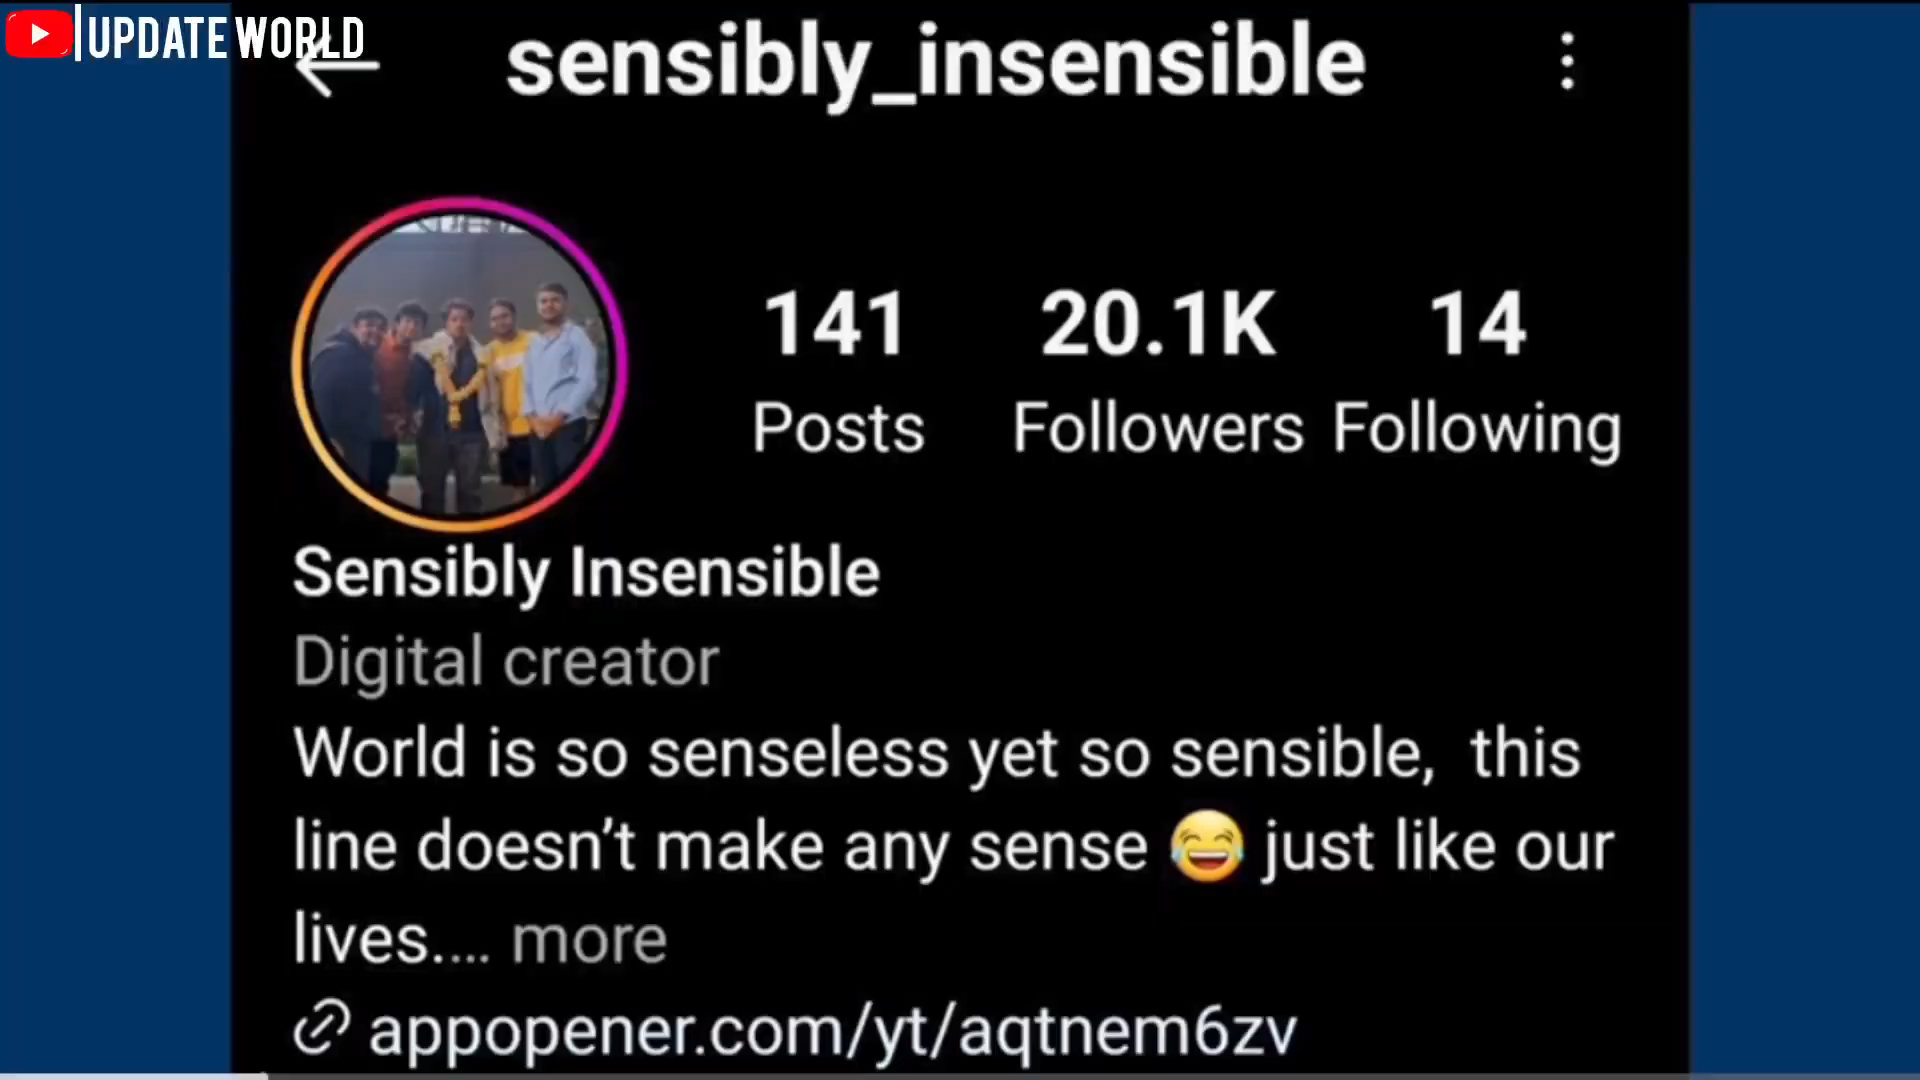 UPDATE WORLD
sensibly_insensible
141 20.1K 14
Posts Followers Following
Sensibly Insensible
Digital creator
World is so senseless yet so sensible, this
line doesn’t make any sense 😂 just like our
lives.... more
appopener.com/yt/aqtnem6zv